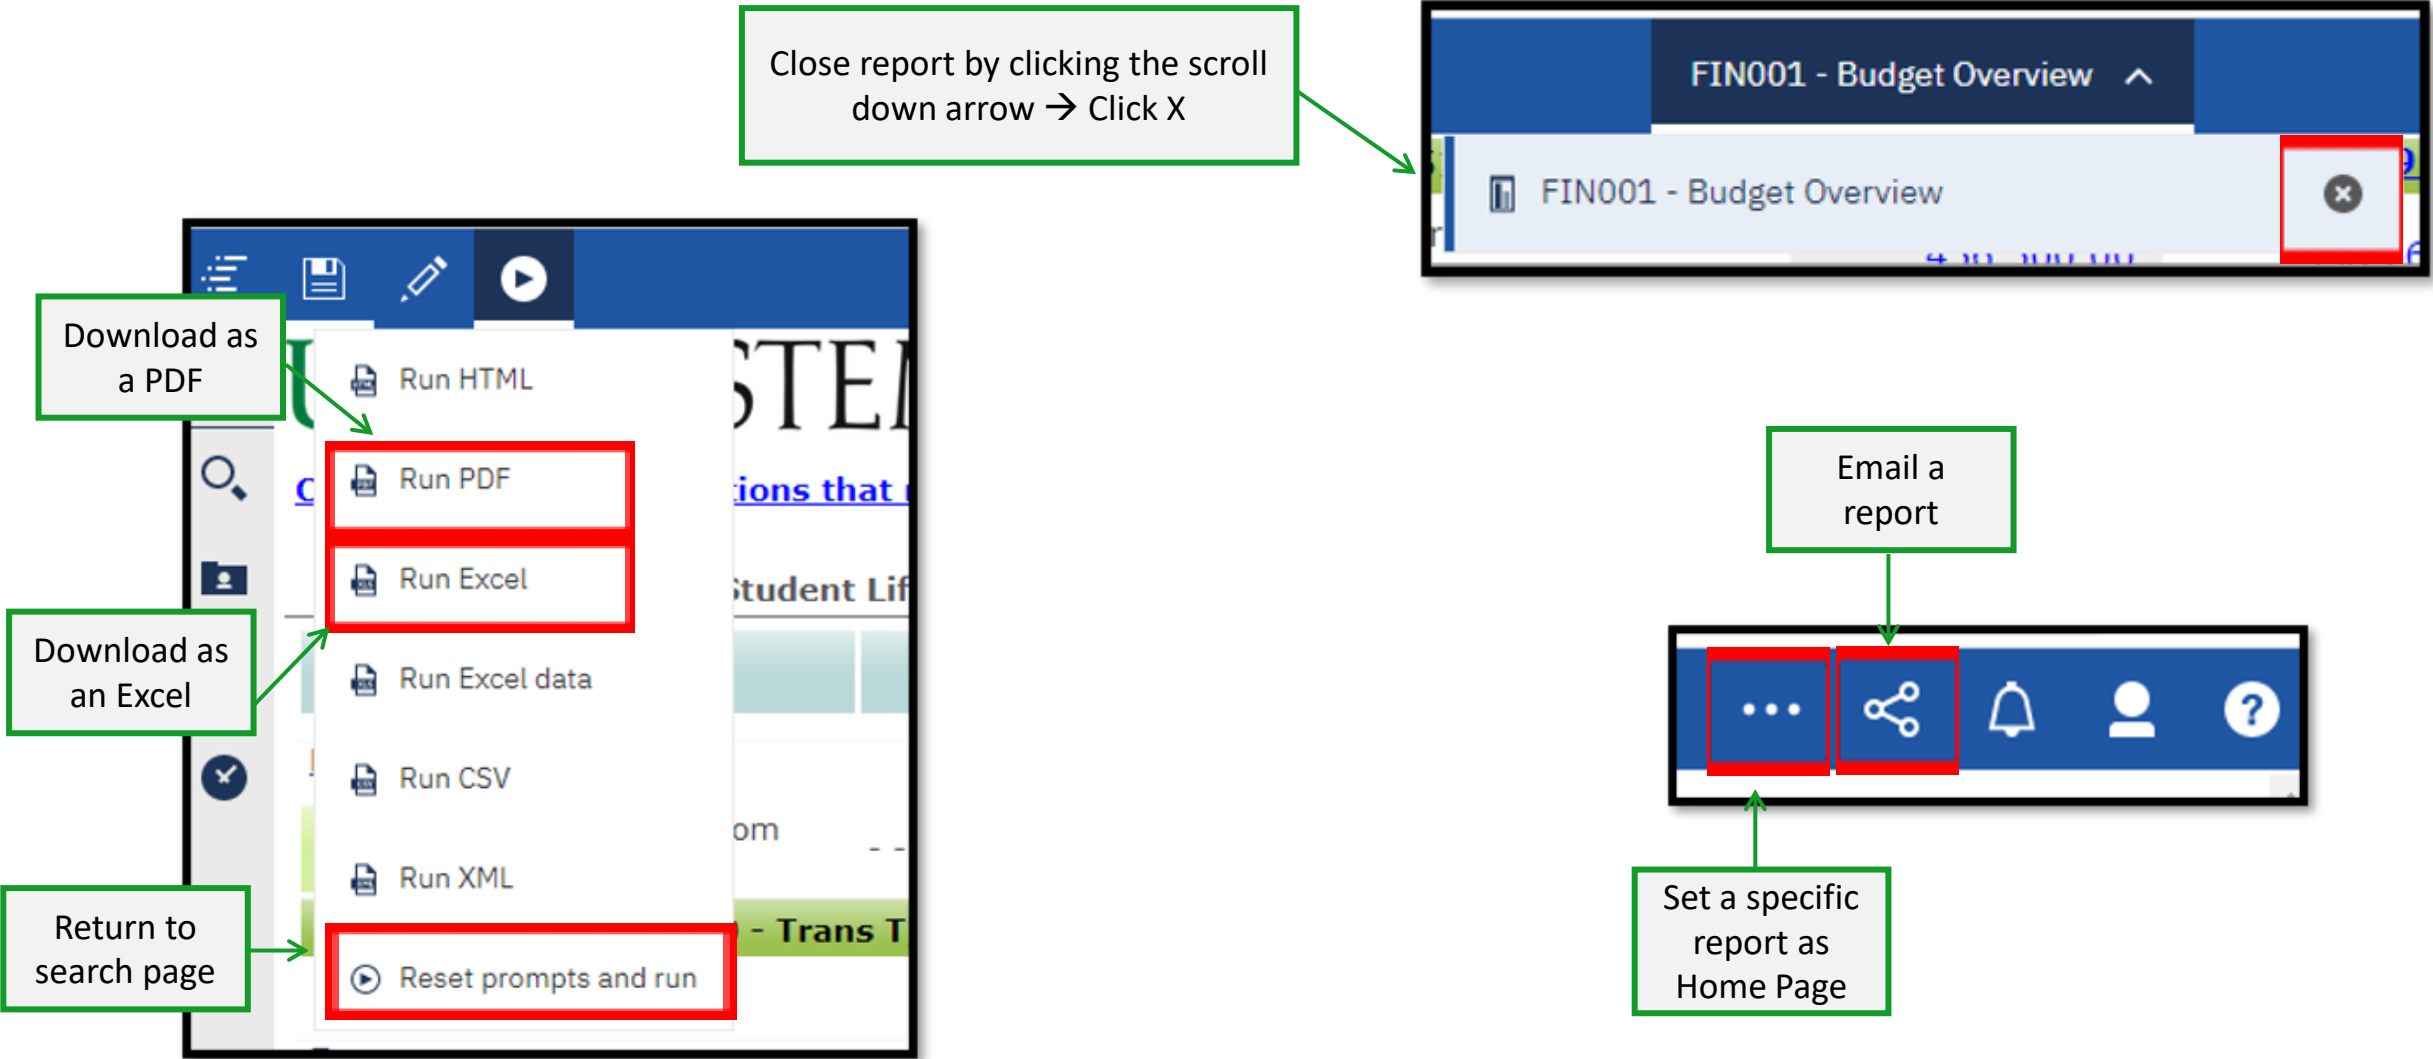 Close report by clicking the scroll
down arrow → Click X
FIN001 - Budget Overview
FIN001 - Budget Overview
Download as
a PDF
Run HTML
Run PDF
Run Excel
Run Excel data
Run CSV
Run XML
Reset prompts and run
STE
tions that
Student Lif
om
- Trans T
Download as
an Excel
Return to
search page
Email a
report
?
Set a specific
report as
Home Page